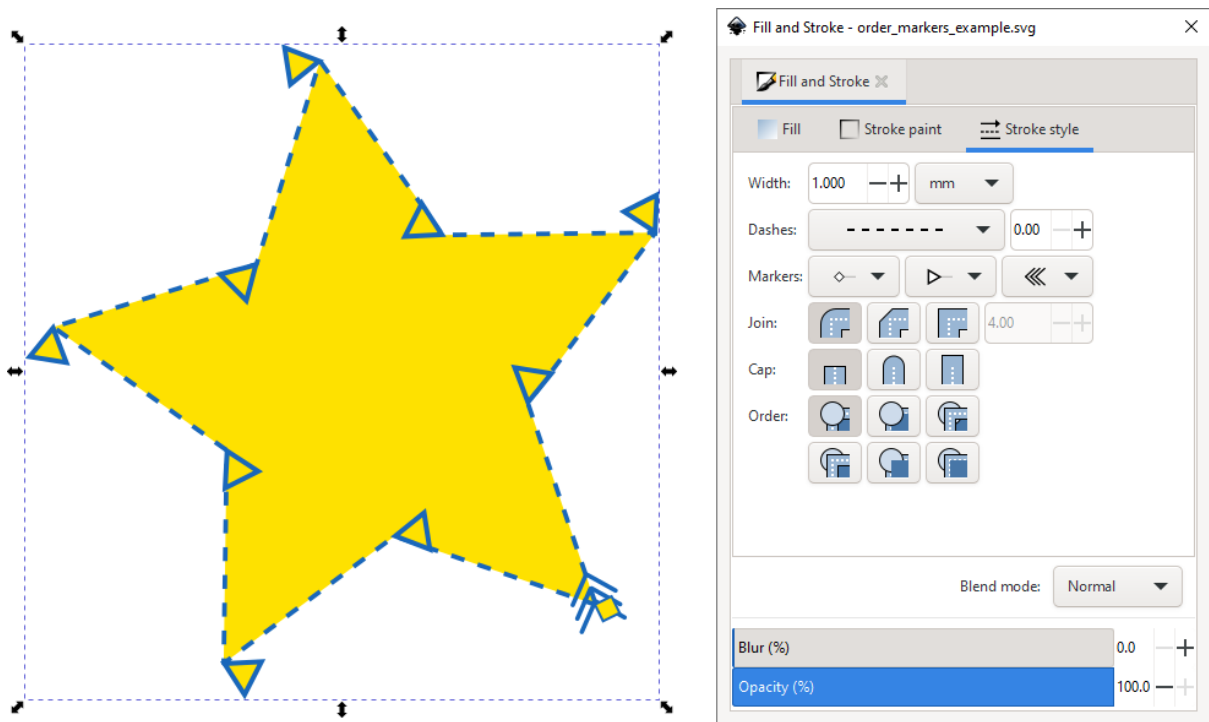 Fill and Stroke - order_markers_example.svg
Fill and Stroke
Fill Stroke paint Stroke style
Width: 1.000 mm
Dashes: 0.00
Markers:
Join: 4.00
Cap:
Order:
Blend mode: Normal
Blur (%) 0.0
Opacity (%) 100.0